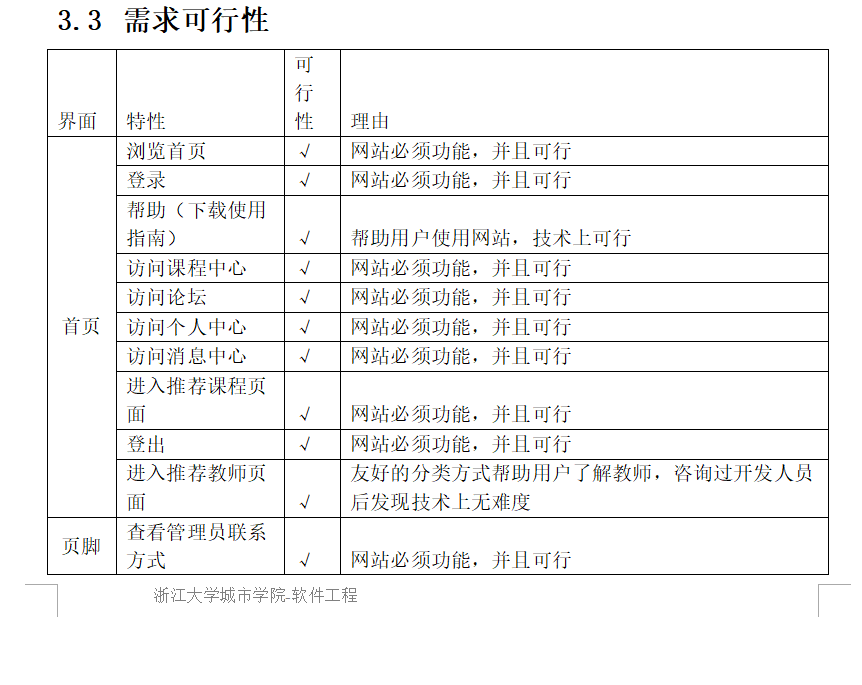 3.3 需求可行性
界面 特性 可行性 理由
首页
浏览首页 √ 网站必须功能，并且可行
登录 √ 网站必须功能，并且可行
帮助（下载使用
指南） √ 帮助用户使用网站，技术上可行
访问课程中心 √ 网站必须功能，并且可行
访问论坛 √ 网站必须功能，并且可行
访问个人中心 √ 网站必须功能，并且可行
访问消息中心 √ 网站必须功能，并且可行
进入推荐课程页
面 √ 网站必须功能，并且可行
登出 √ 网站必须功能，并且可行
进入推荐教师页 友好的分类方式帮助用户了解教师，咨询过开发人员
面 √ 后发现技术上无难度
页脚
查看管理员联系
方式 √ 网站必须功能，并且可行
浙江大学城市学院-软件工程